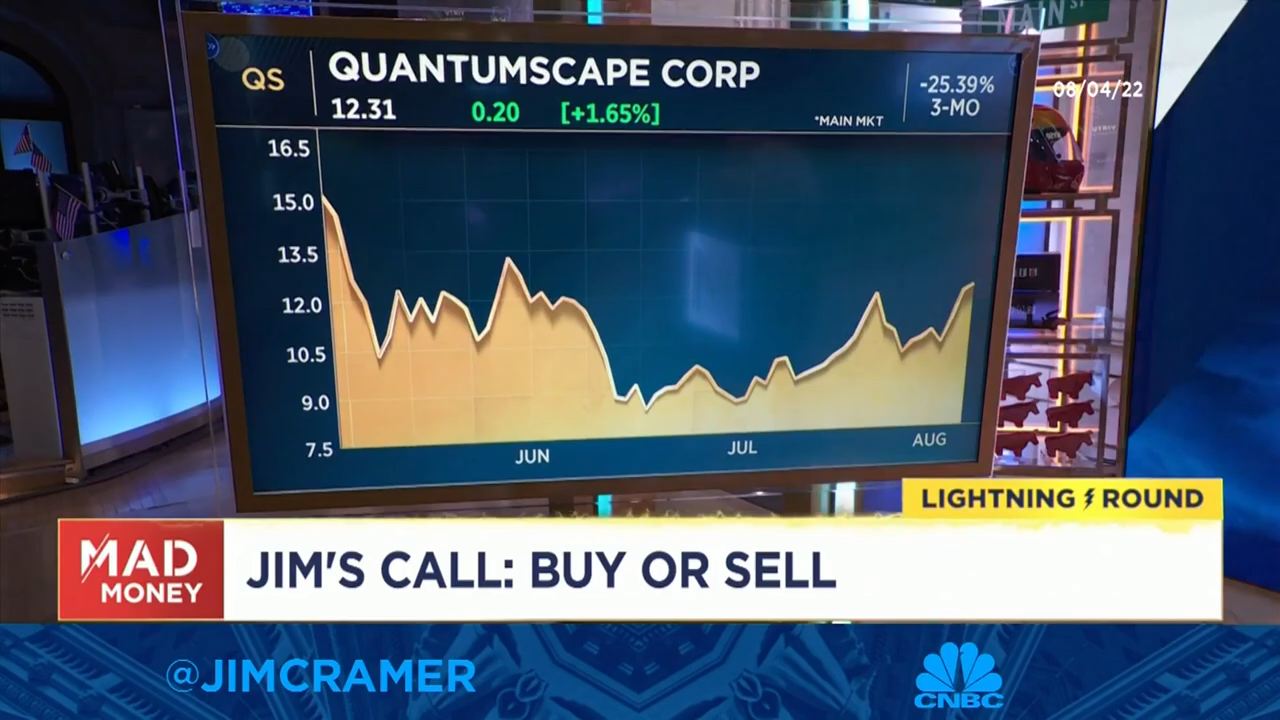 MAIN ST
QS
QUANTUMSCAPE CORP
12.31 0.20 [+1.65%]
*MAIN MKT
-25.39%
3-MO
08/04/22
16.5
15.0
13.5
12.0
10.5
9.0
7.5
JUN JUL AUG
LIGHTNING ROUND
MAD
MONEY
JIM'S CALL: BUY OR SELL
@JIMCRAMER
CNBC